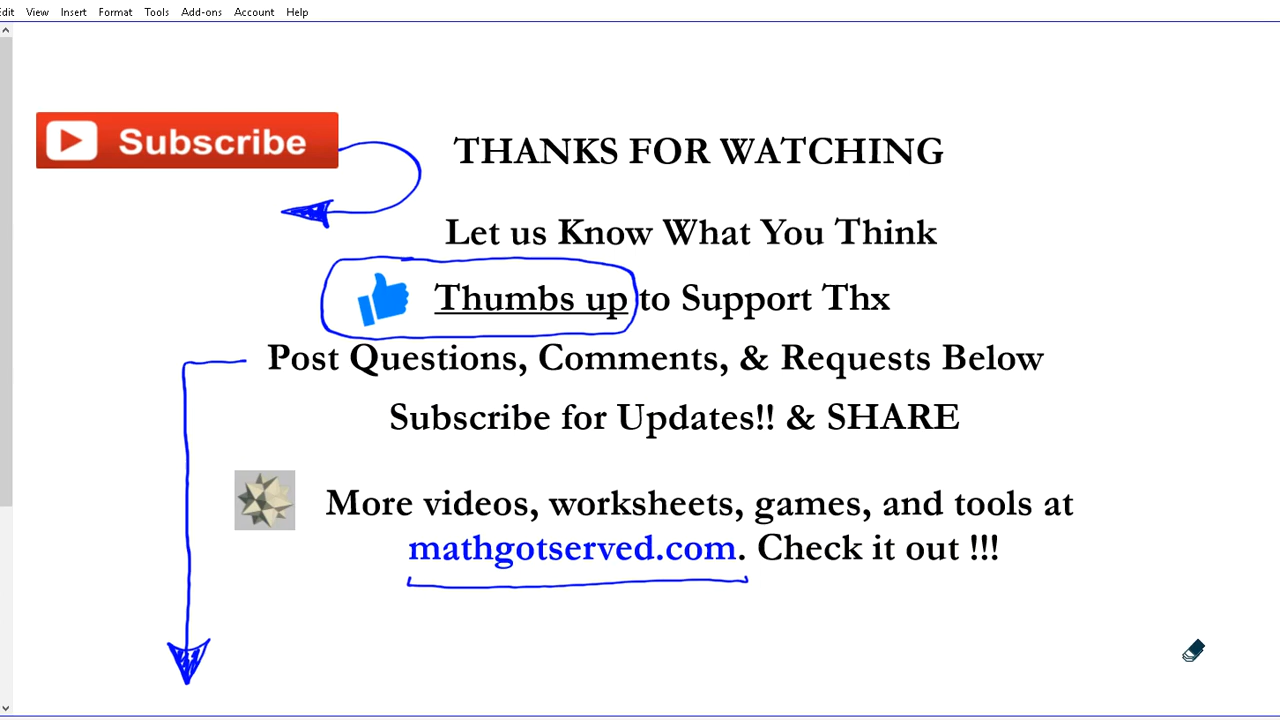 Edit View Insert Format Tools Add-ons Account Help
Subscribe
THANKS FOR WATCHING
Let us Know What You Think
Thumbs up to Support Thx
Post Questions, Comments, & Requests Below
Subscribe for Updates!! & SHARE
More videos, worksheets, games, and tools at
mathgotserved.com. Check it out !!!